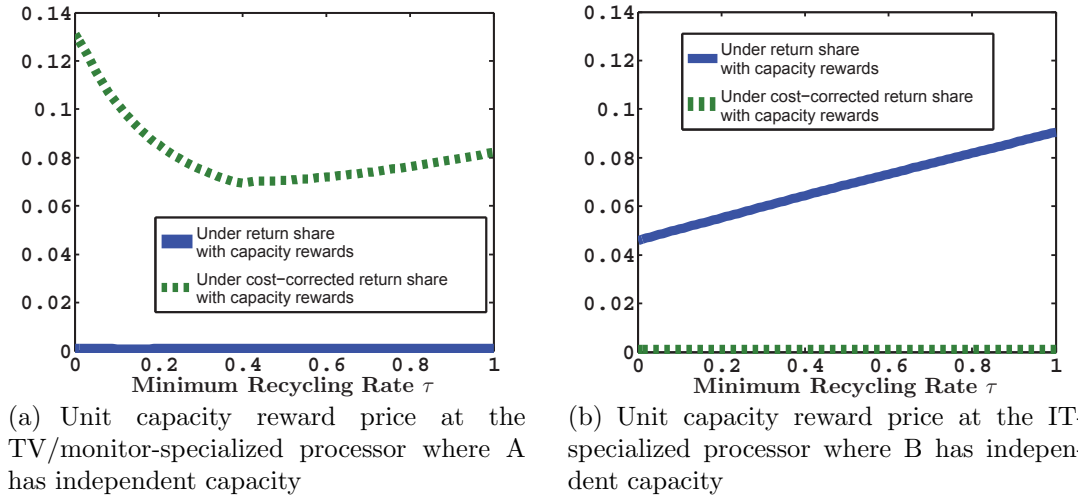 0.14
0.12
0.1
0.08
0.06
0.04
0.02
0
0 0.2 0.4 0.6 0.8 1
Under return share
with capacity rewards
Under cost-corrected return share
with capacity rewards
Minimum Recycling Rate τ
(a) Unit capacity reward price at the
TV/monitor-specialized processor where A
has independent capacity
0.14
0.12
0.1
0.08
0.06
0.04
0.02
0
0 0.2 0.4 0.6 0.8 1
Under return share
with capacity rewards
Under cost-corrected return share
with capacity rewards
Minimum Recycling Rate τ
(b) Unit capacity reward price at the IT-
specialized processor where B has indepen-
dent capacity